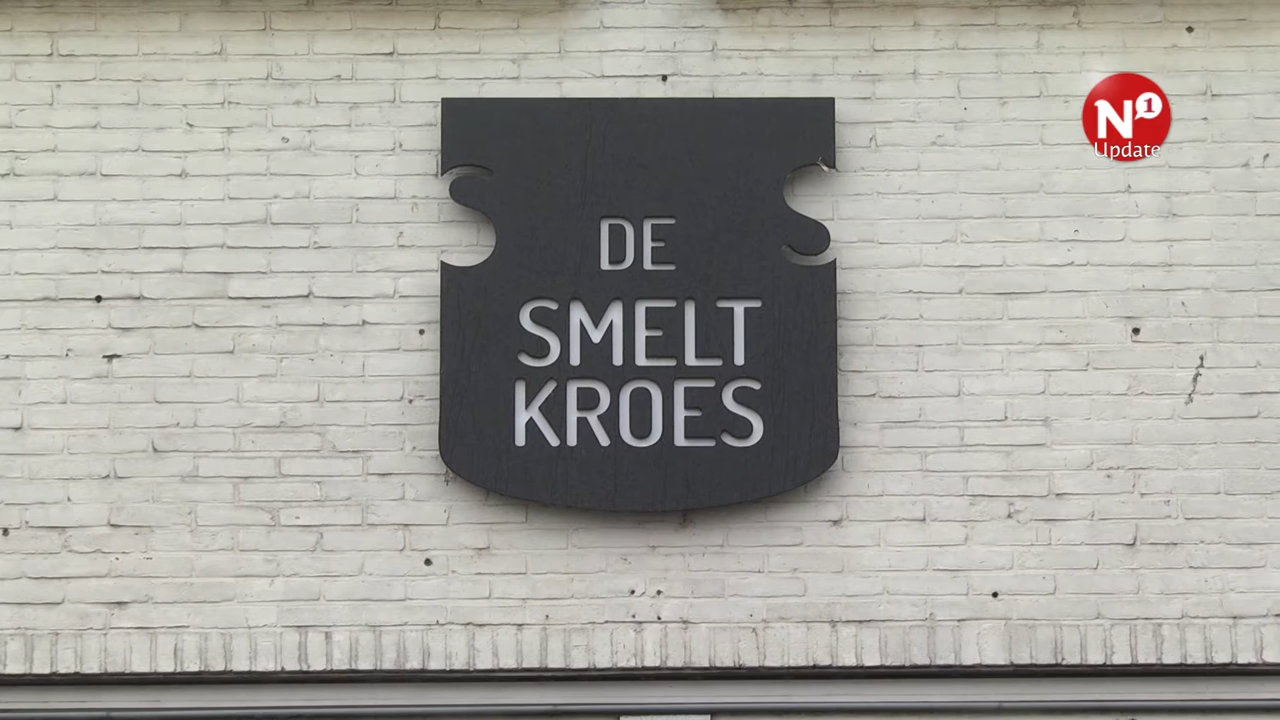 N1
Update
DE
SMELT
KROES